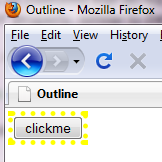 Outline - Mozilla Firefox
File Edit View History
Outline
clickme